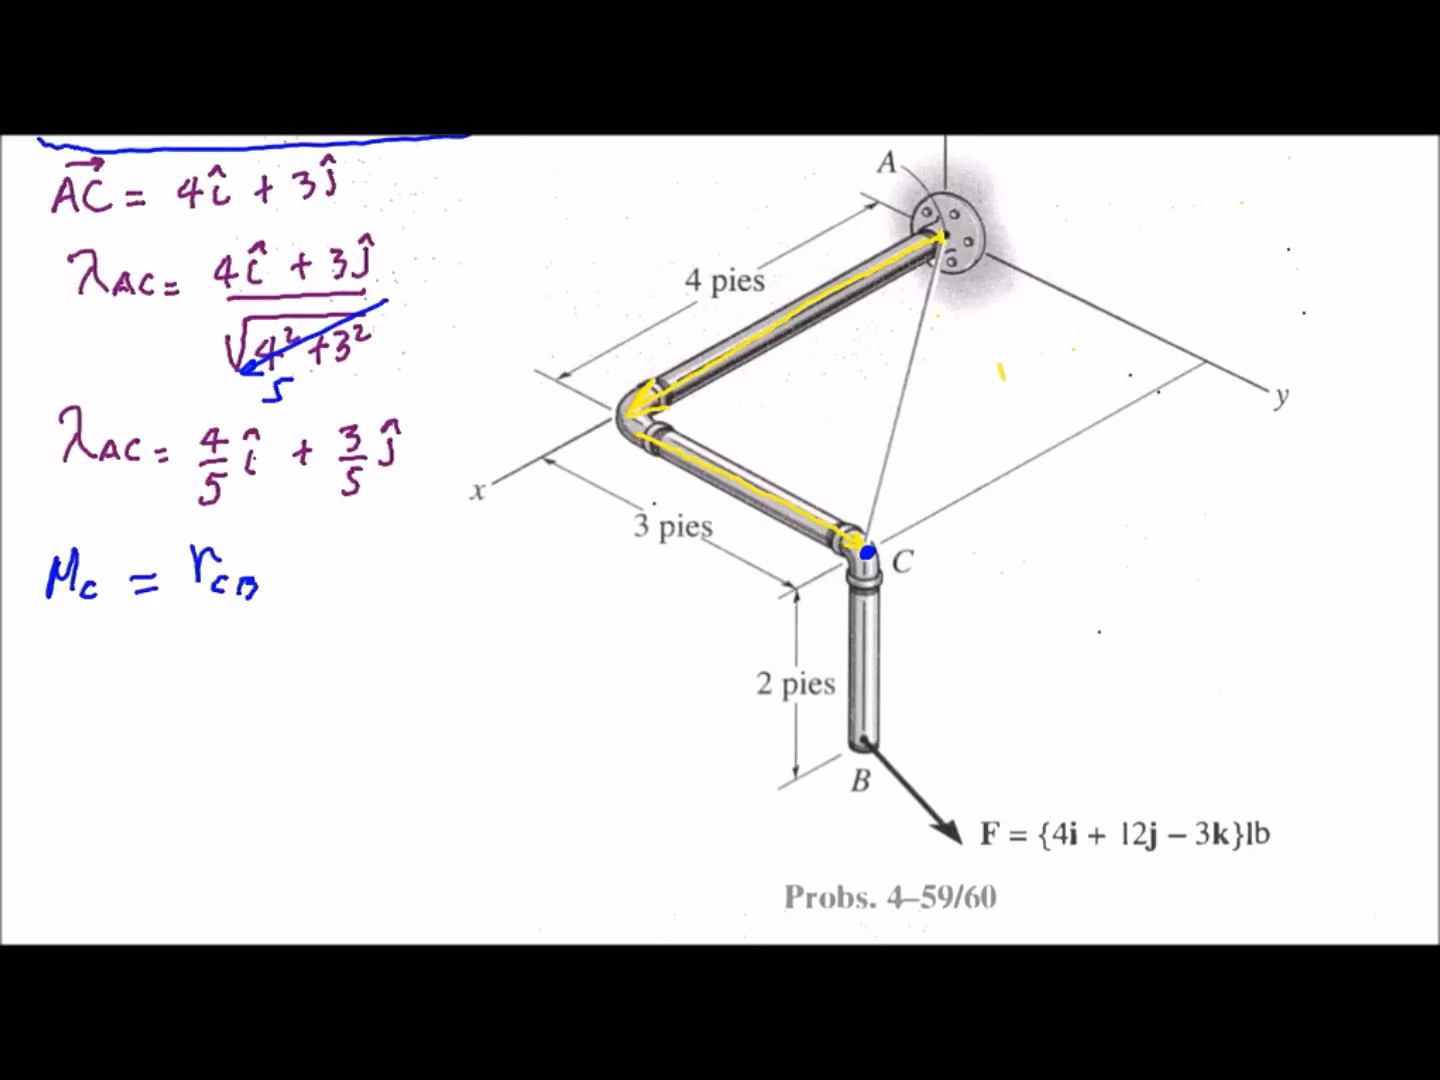 AC = 4î + 3ĵ
λAC = 4î + 3ĵ
√4² + 3²
5
λAC = 4/5 î + 3/5 ĵ
Mc = rCB
A
4 pies
y
x
3 pies
C
2 pies
B
F = {4i + 12j – 3k}lb
Probs. 4–59/60